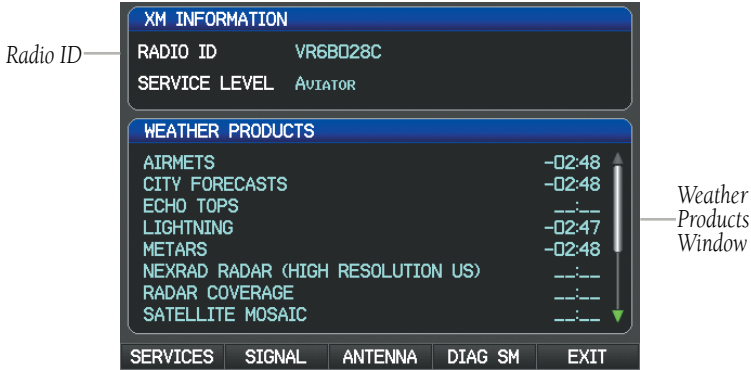 XM INFORMATION
Radio ID
RADIO ID VR6B028C
SERVICE LEVEL AVIATOR
WEATHER PRODUCTS
AIRMETS -02:48
CITY FORECASTS -02:48
ECHO TOPS __:__
LIGHTNING -02:47
METARS -02:48
NEXRAD RADAR (HIGH RESOLUTION US) __:__
RADAR COVERAGE __:__
SATELLITE MOSAIC __:__
Weather
Products
Window
SERVICES SIGNAL ANTENNA DIAG SM EXIT